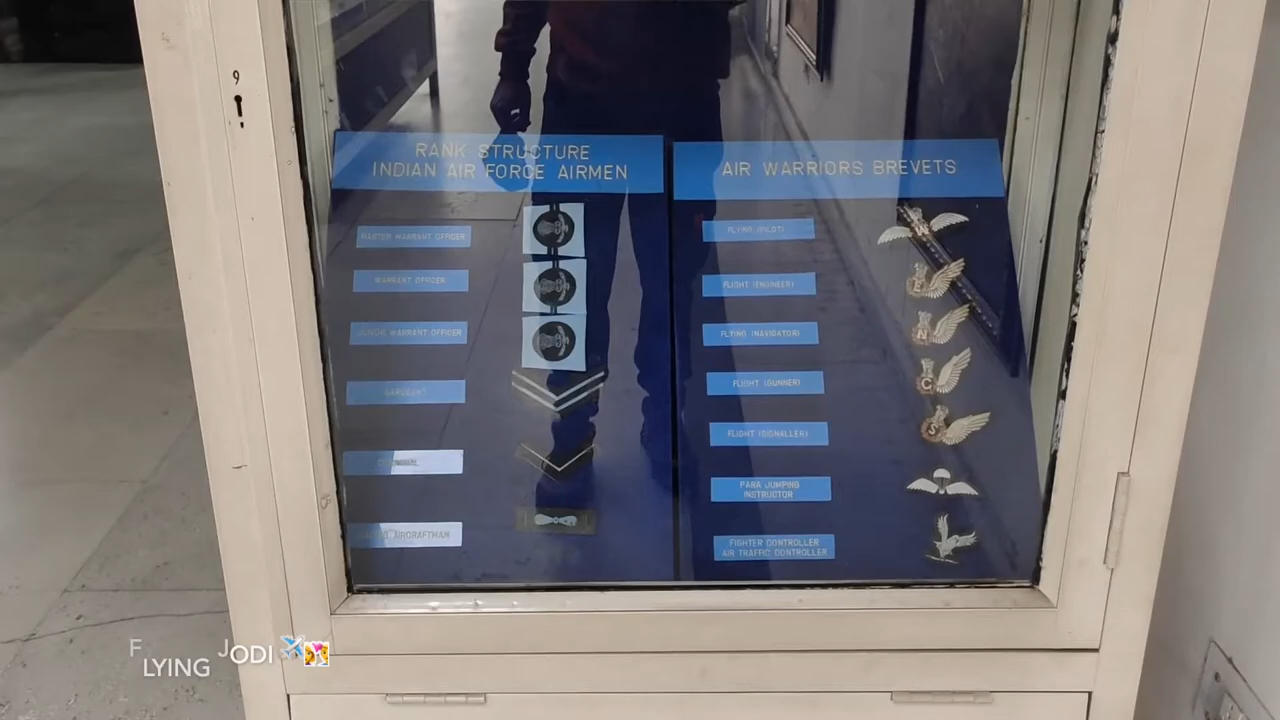 9
RANK STRUCTURE
INDIAN AIR FORCE AIRMEN
MASTER WARRANT OFFICER
WARRANT OFFICER
JUNIOR WARRANT OFFICER
AIRCRAFTMAN
AIR WARRIORS BREVETS
FLYING (PILOT)
FLIGHT (ENGINEER)
E
FLYING (NAVIGATOR)
N
FLIGHT (GUNNER)
FLIGHT (SIGNALLER)
S
PARA JUMPING
INSTRUCTOR
FIGHTER CONTROLLER
AIR TRAFFIC CONTROLLER
FLYING JODI